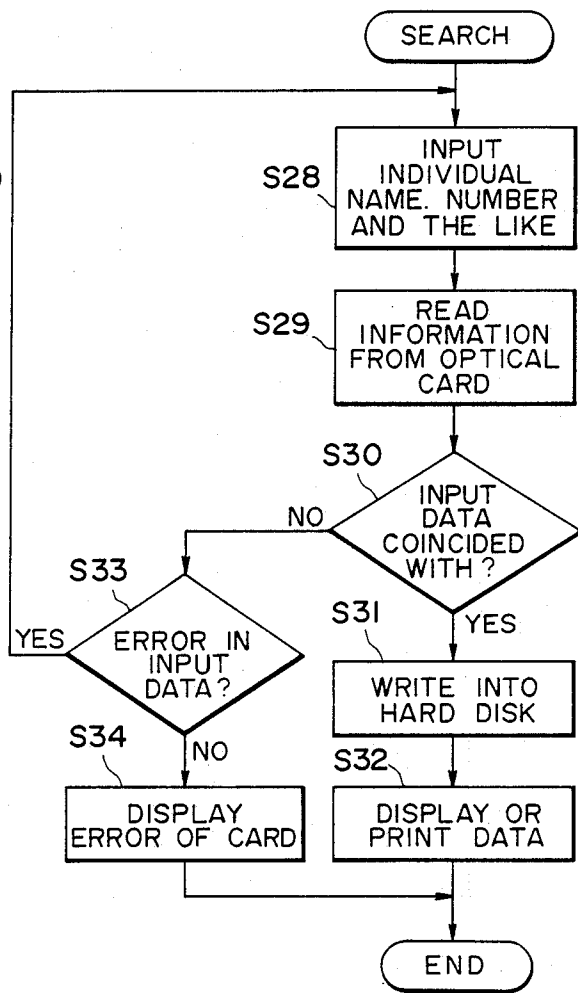 SEARCH
S28
INPUT
INDIVIDUAL
NAME. NUMBER
AND THE LIKE
S29
READ
INFORMATION
FROM OPTICAL
CARD
S30
INPUT
DATA
COINCIDED
WITH?
NO
YES
S33
YES
ERROR IN
INPUT
DATA?
NO
S31
WRITE INTO
HARD DISK
S34
DISPLAY
ERROR OF CARD
S32
DISPLAY OR
PRINT DATA
END